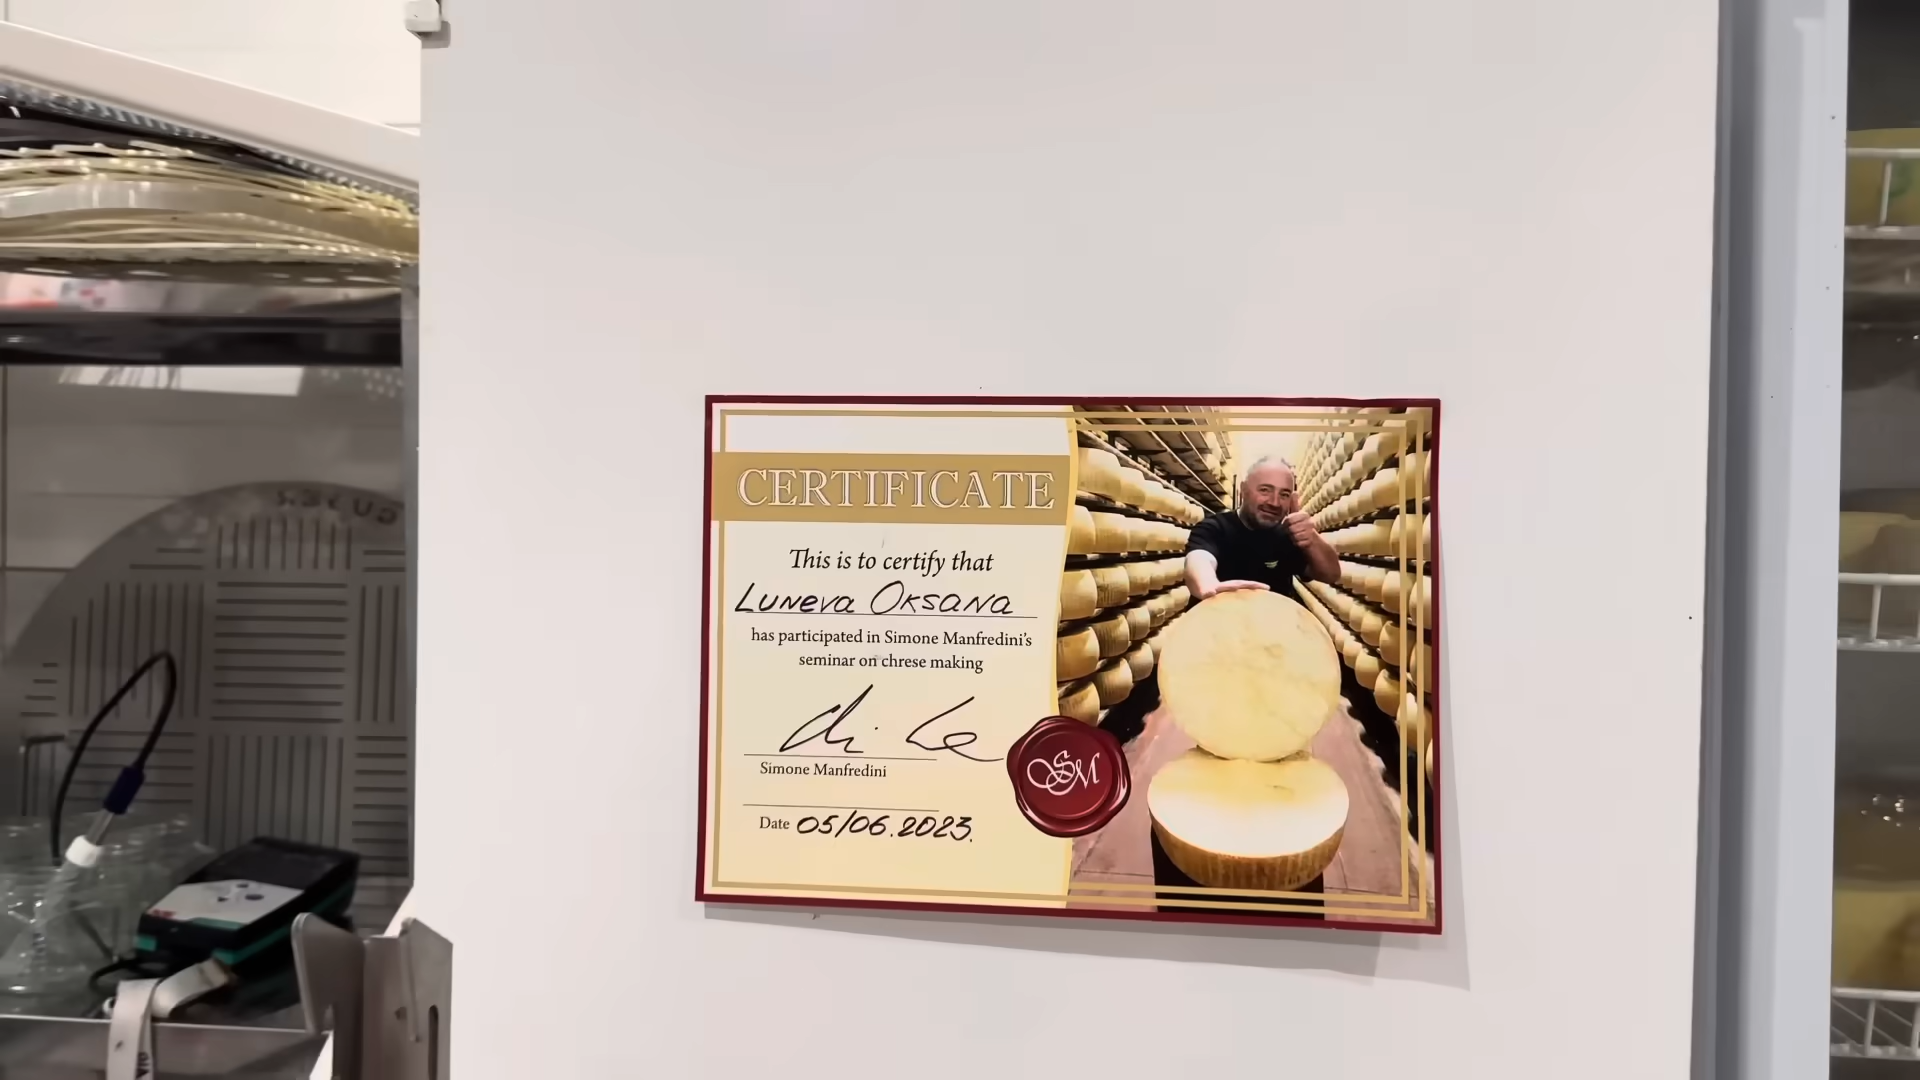 CERTIFICATE
This is to certify that
Luneva Oksana
has participated in Simone Manfredini's
seminar on chrese making
Simone Manfredini
SM
Date 05/06.2023.